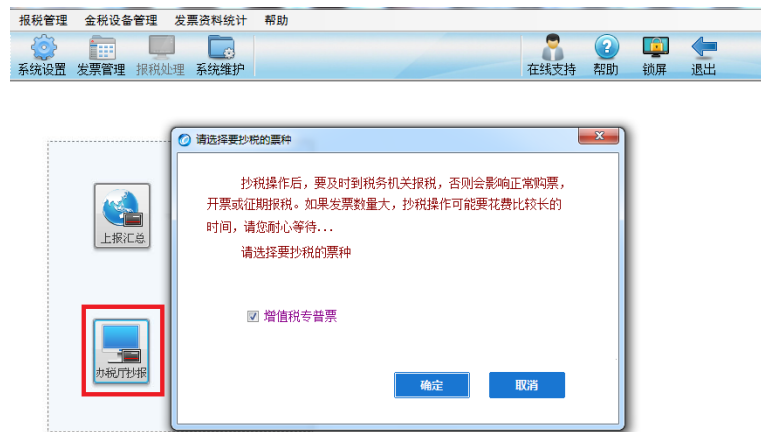 报税管理 金税设备管理 发票资料统计 帮助
系统设置 发票管理 报税处理 系统维护 在线支持 帮助 锁屏 退出
请选择要抄税的票种
抄税操作后，要及时到税务机关报税，否则会影响正常购票，
开票或征期报税。如果发票数量大，抄税操作可能要花费比较长的
时间，请您耐心等待...
请选择要抄税的票种
上报汇总
增值税专普票
办税厅抄报
确定 取消